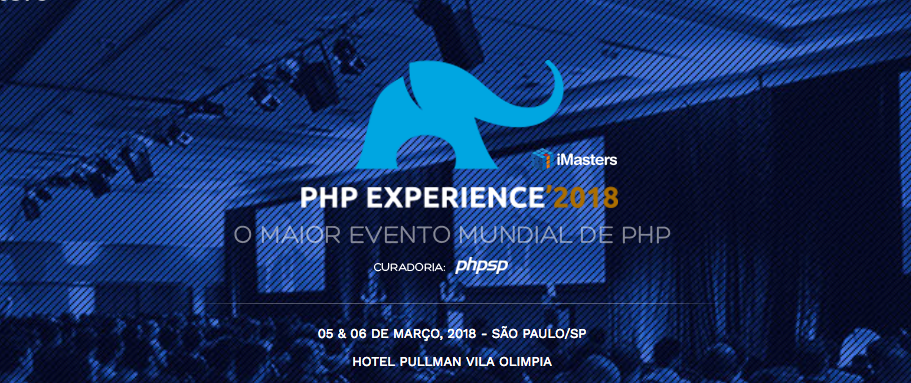 iMasters
PHP EXPERIENCE'2018
O MAIOR EVENTO MUNDIAL DE PHP
CURADORIA: phpsp
05 & 06 DE MARÇO, 2018 - SÃO PAULO/SP
HOTEL PULLMAN VILA OLIMPIA